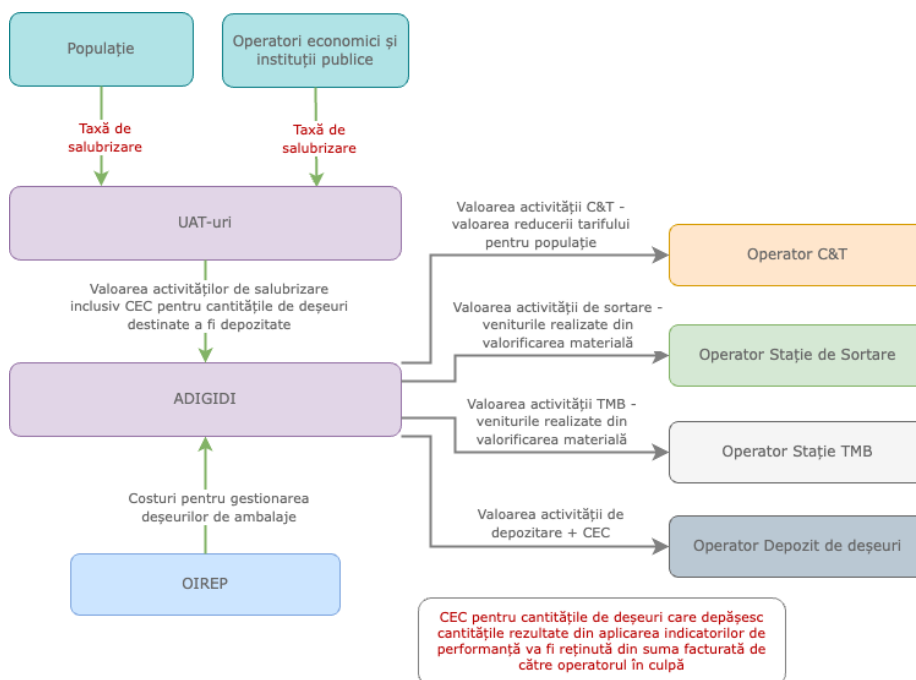 Populație
Operatori economici și
instituții publice
Taxă de
salubrizare
Taxă de
salubrizare
UAT-uri
Valoarea activităților de salubrizare
inclusiv CEC pentru cantitățile de deșeuri
destinate a fi depozitate
ADIGIDI
Costuri pentru gestionarea
deșeurilor de ambalaje
OIREP
Valoarea activității C&T -
valoarea reducerii tarifului
pentru populație
Operator C&T
Valoarea activității de sortare -
veniturile realizate din
valorificarea materială
Operator Stație de Sortare
Valoarea activității TMB -
veniturile realizate din
valorificarea materială
Operator Stație TMB
Valoarea activității de
depozitare + CEC
Operator Depozit de deșeuri
CEC pentru cantitățile de deșeuri care depășesc
cantitățile rezultate din aplicarea indicatorilor de
performanță va fi reținută din suma facturată de
către operatorul în culpă